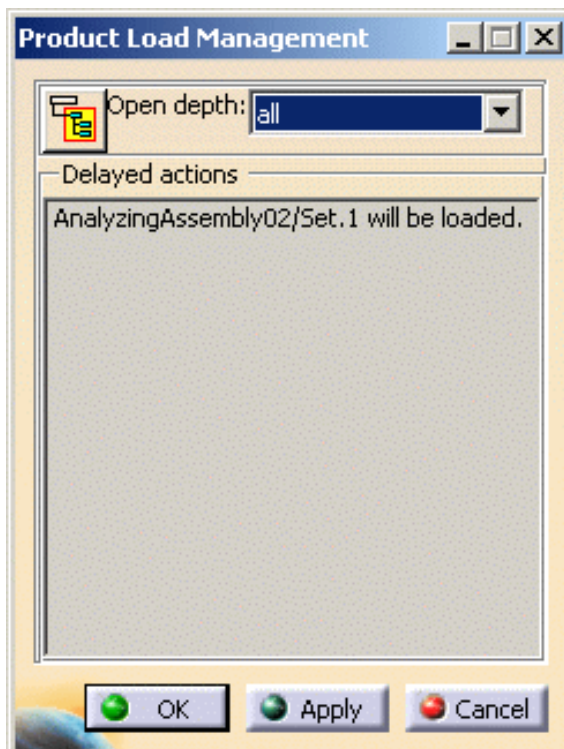 Product Load Management
Open depth: all
Delayed actions
AnalyzingAssembly02/Set.1 will be loaded.
OK Apply Cancel